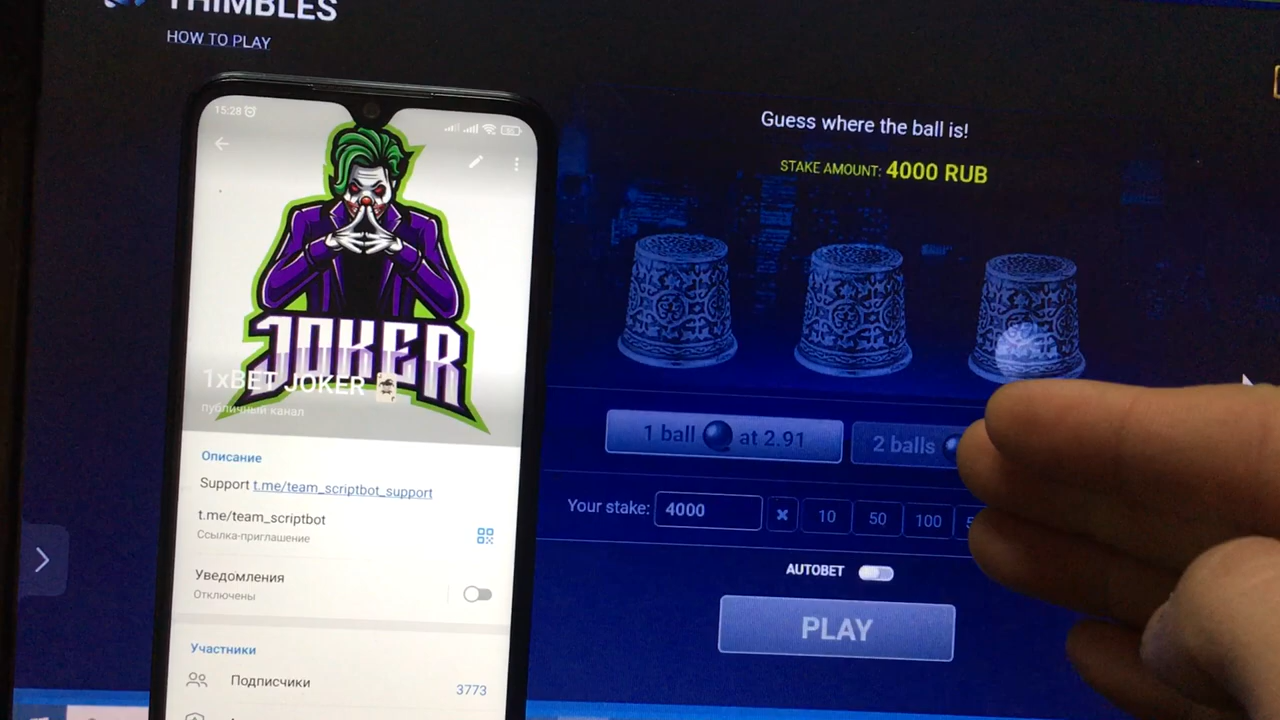 THIMBLES
HOW TO PLAY
15:28
JOKER
1xBET JOKER
публичный канал
Описание
Support t.me/team_scriptbot_support
t.me/team_scriptbot
Ссылка-приглашение
Уведомления
Отключены
Участники
Подписчики
3773
Guess where the ball is!
STAKE AMOUNT: 4000 RUB
1 ball at 2.91
2 balls
Your stake: 4000 × 10 50 100
AUTOBET
PLAY